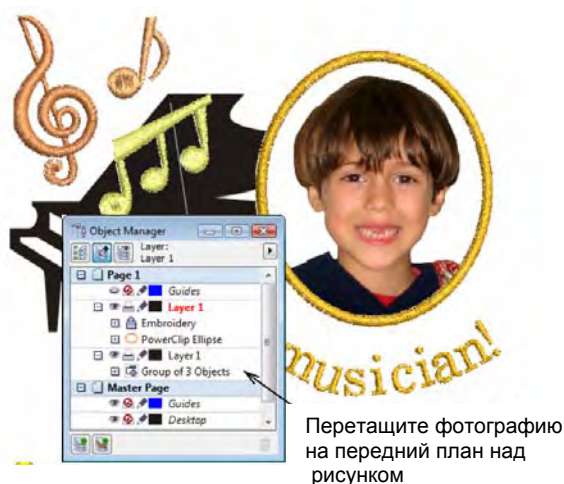 Object Manager
Layer:
Layer 1
Page 1
Guides
Layer 1
Embroidery
PowerClip Ellipse
Layer 1
Group of 3 Objects
Master Page
Guides
Desktop
musician!
Перетащите фотографию
на передний план над
рисунком